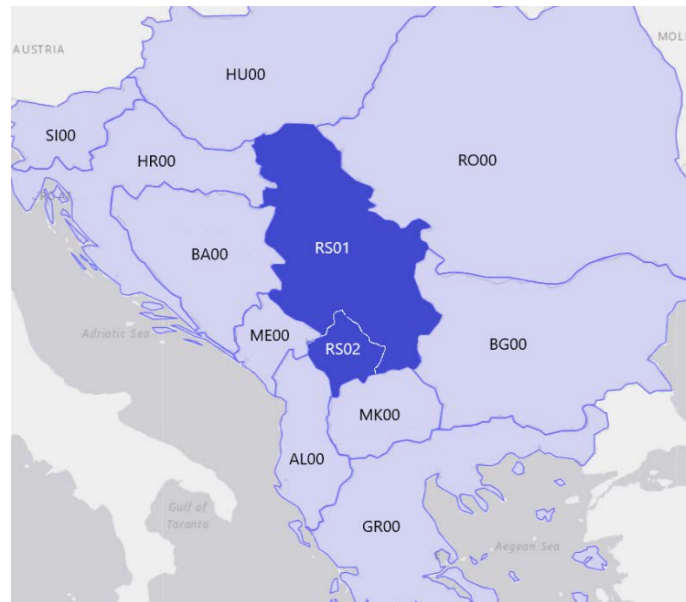 AUSTRIA
MOL
HU00
SI00
HR00
RO00
RS01
BA00
Adriatic Sea
ME00
RS02
BG00
MK00
AL00
Gulf of
Taranto
GR00
Aegean Sea